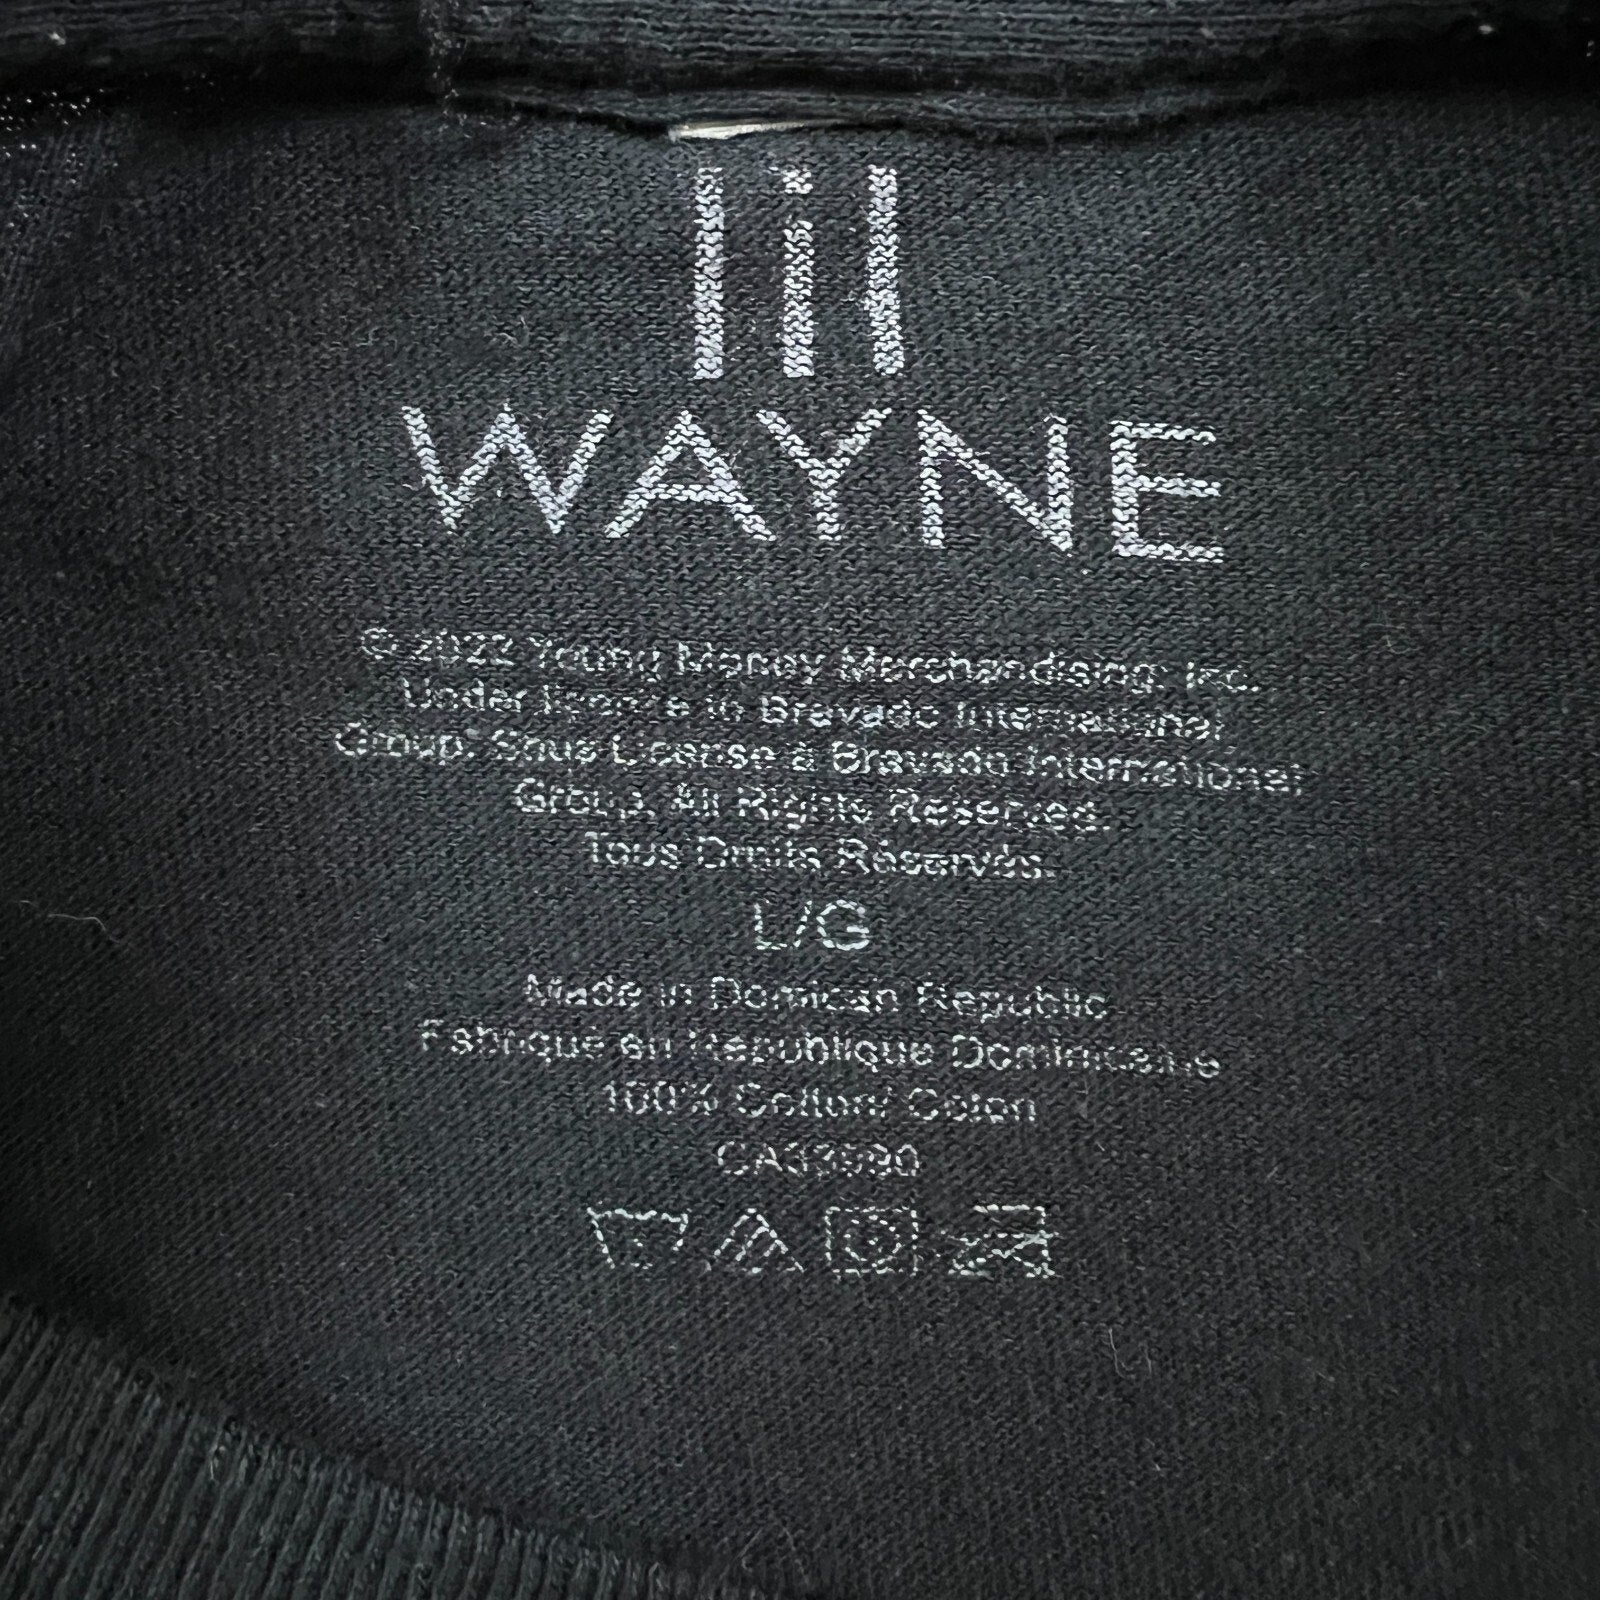 lil
WAYNE
© 2022 Young Money Merchandising, Inc.
Under license to Bravado International
Group. Sous License à Bravado International
Group. All Rights Reserved.
Tous Droits Réservés.
L/G
Made in Dominican Republic
Fabriqué en République Dominicaine
100% Cotton/ Coton